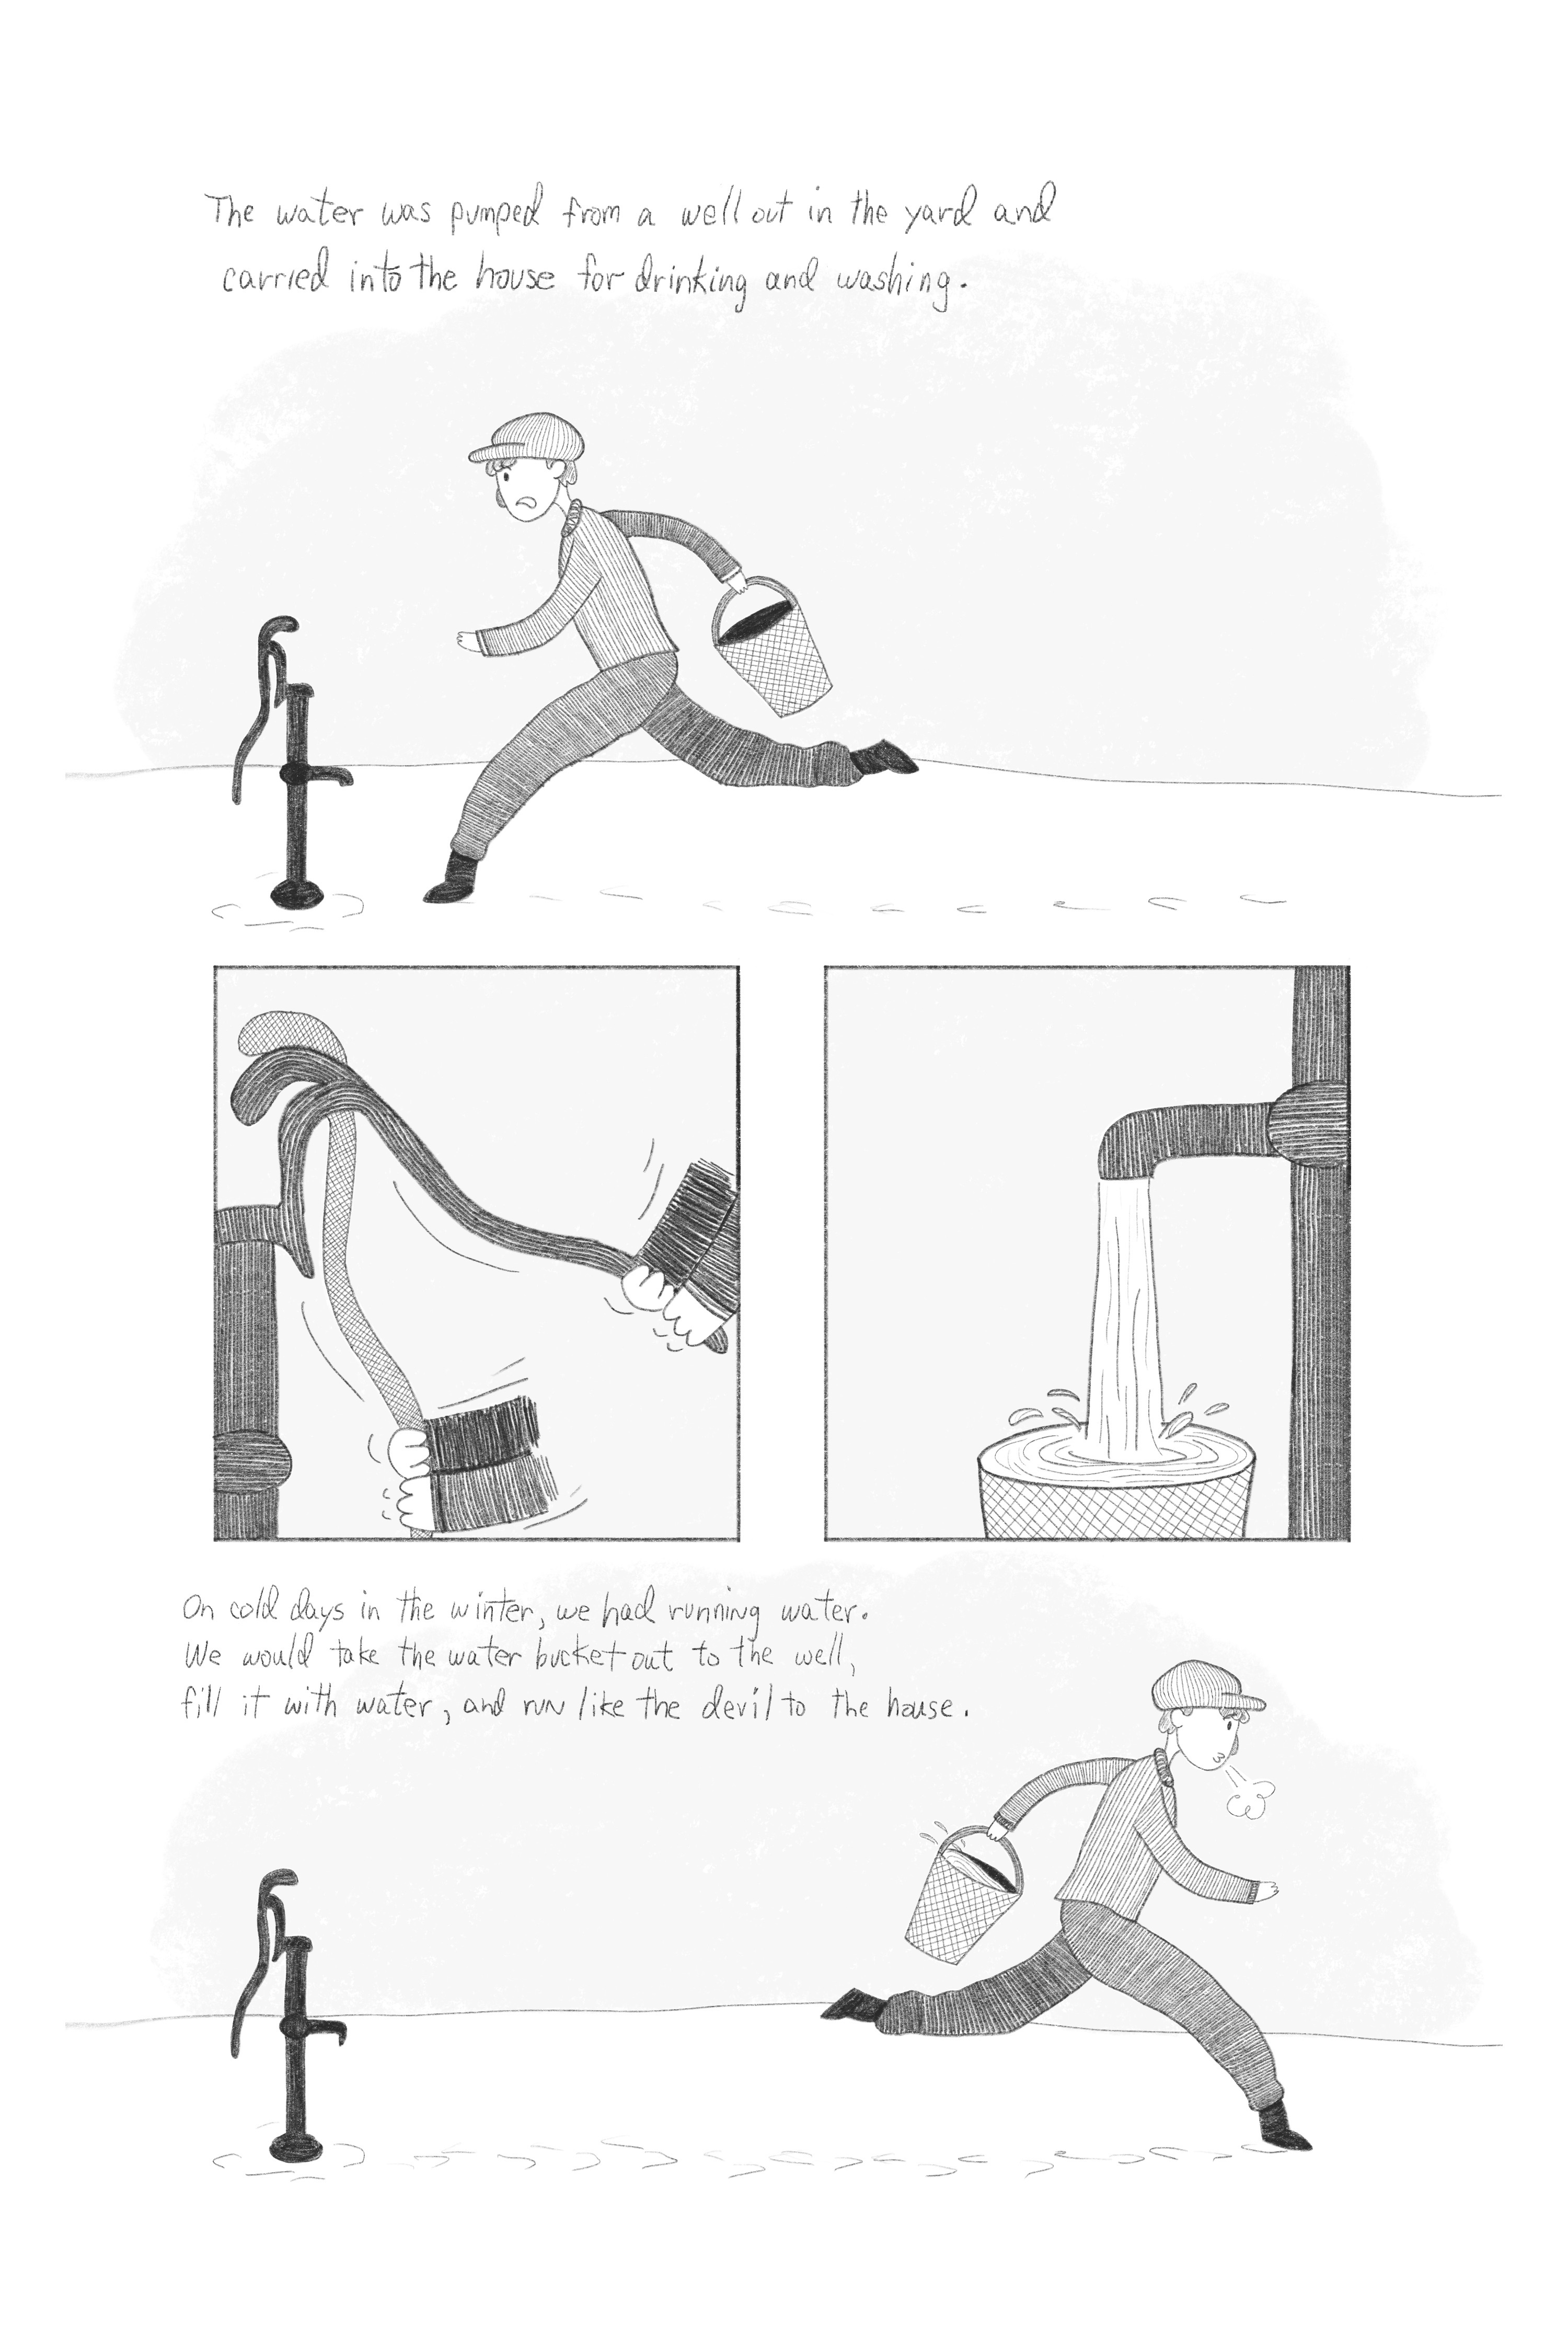 The water was pumped from a well out in the yard and
carried into the house for drinking and washing.
On cold days in the winter, we had running water.
We would take the water bucket out to the well,
fill it with water, and run like the devil to the house.